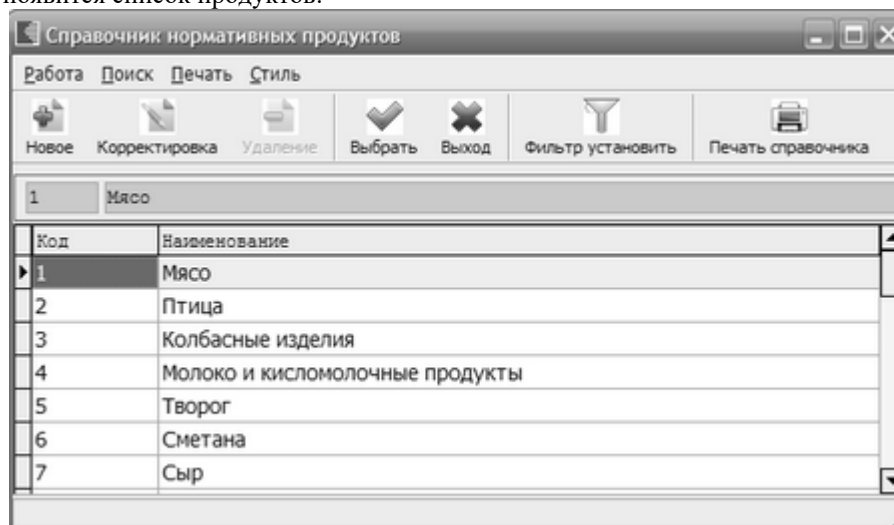 появится список продуктов.
Справочник нормативных продуктов
Работа Поиск Печать Стиль
Новое Корректировка Удаление Выбрать Выход Фильтр установить Печать справочника
1 Мясо
Код Наименование
1 Мясо
2 Птица
3 Колбасные изделия
4 Молоко и кисломолочные продукты
5 Творог
6 Сметана
7 Сыр